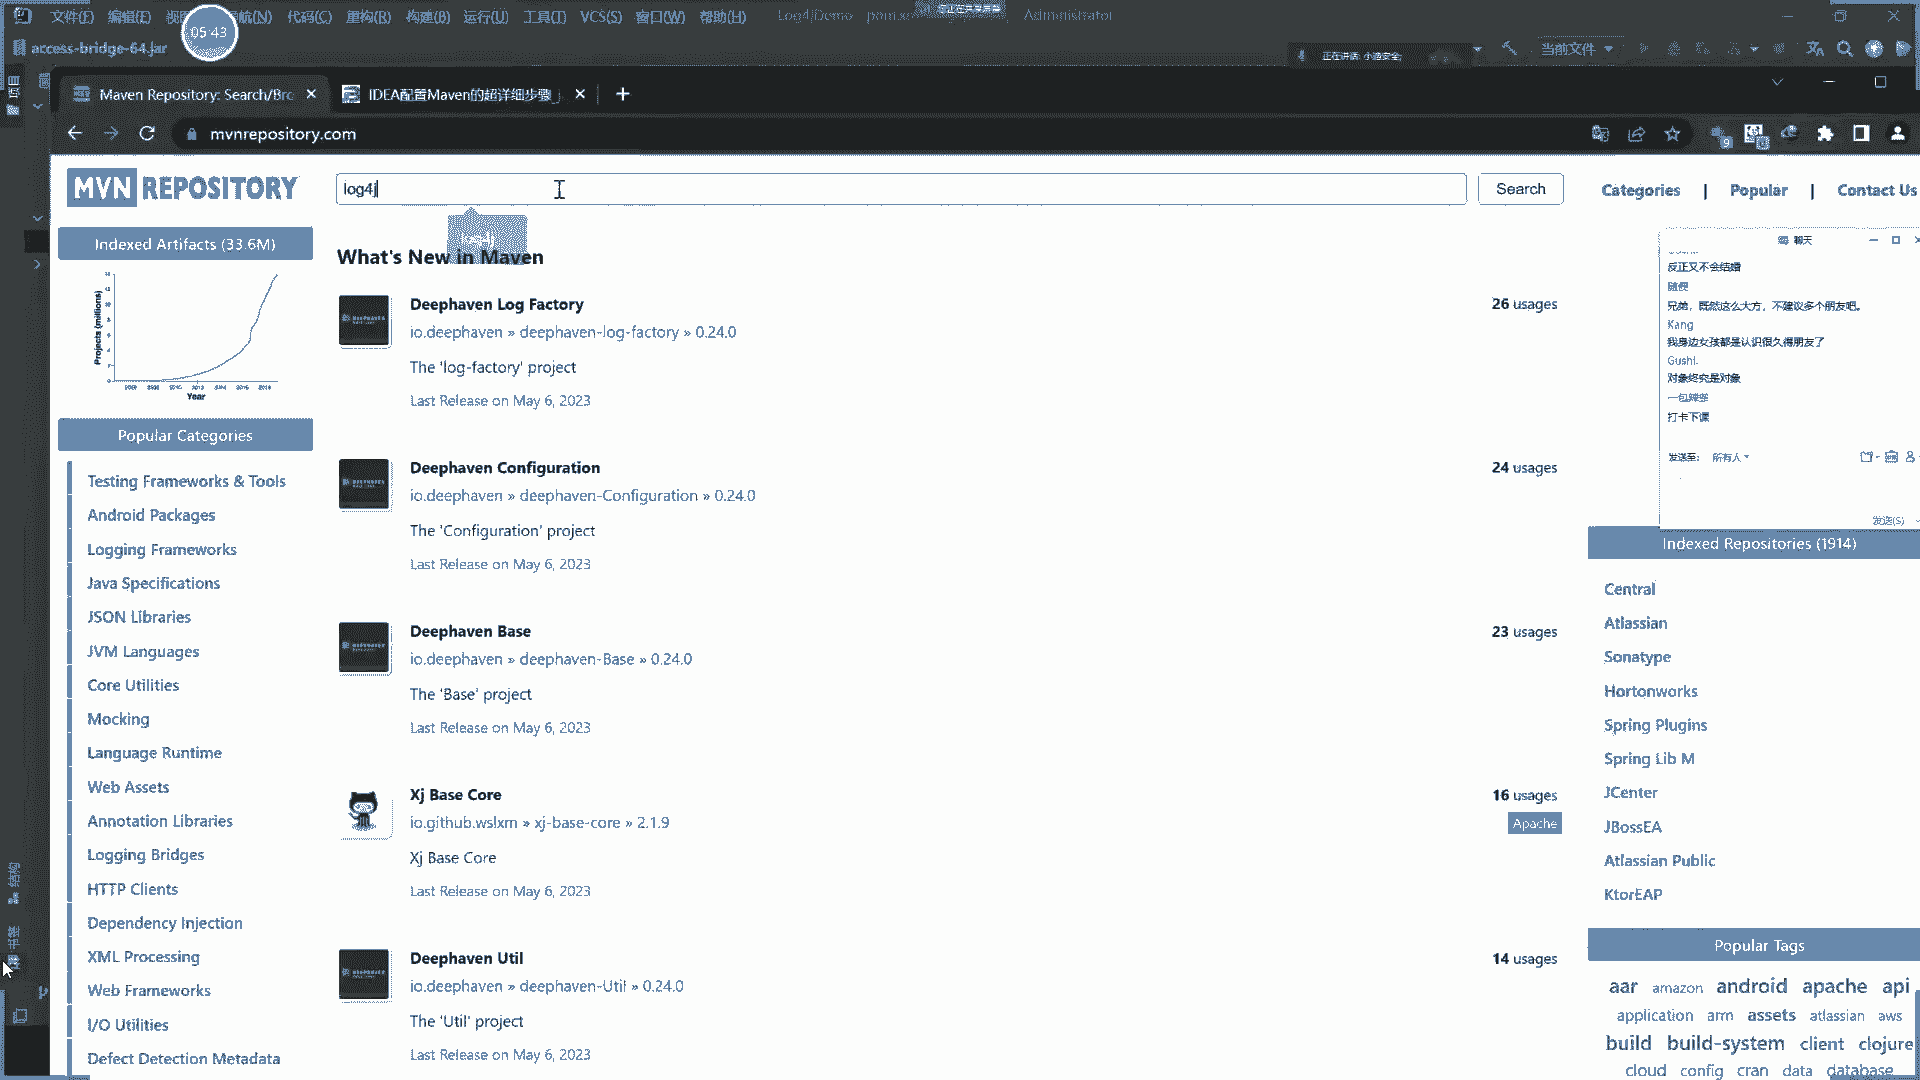 文件(F) 编辑(E) 航(N) 代码(C) 重构(R) 构建(B) 运行(U) 工具(T) VCS(S) 窗口(W) 帮助(H) Log4jDemo Administrator
05:43
access-bridge-64.jar
当前文件
正在讲话: 小迪安全;
Maven Repository: Search/Bro
IDEA配置Maven的超详细步骤_
mvnrepository.com
MVN REPOSITORY
log4j
Search
Categories | Popular | Contact Us
log4j
Indexed Artifacts (33.6M)
Projects (millions)
Year
Popular Categories
Testing Frameworks & Tools
Android Packages
Logging Frameworks
Java Specifications
JSON Libraries
JVM Languages
Core Utilities
Mocking
Language Runtime
Web Assets
Annotation Libraries
Logging Bridges
HTTP Clients
Dependency Injection
XML Processing
Web Frameworks
I/O Utilities
Defect Detection Metadata
What's New in Maven
Deephaven Log Factory
26 usages
io.deephaven » deephaven-log-factory » 0.24.0
The 'log-factory' project
Last Release on May 6, 2023
Deephaven Configuration
24 usages
io.deephaven » deephaven-Configuration » 0.24.0
The 'Configuration' project
Last Release on May 6, 2023
Deephaven Base
23 usages
io.deephaven » deephaven-Base » 0.24.0
The 'Base' project
Last Release on May 6, 2023
Xj Base Core
16 usages
io.github.wslxm » xj-base-core » 2.1.9
Apache
Xj Base Core
Last Release on May 6, 2023
Deephaven Util
14 usages
io.deephaven » deephaven-Util » 0.24.0
The 'Util' project
Last Release on May 6, 2023
聊天
反正又不会结婚
随便
兄弟，既然这么大方，不建议多个朋友吧。
Kang
我身边女孩都是认识很久得朋友了
Gushi.
对象终究是对象
打卡下课
发送至: 所有人
发送(S)
Indexed Repositories (1914)
Central
Atlassian
Sonatype
Hortonworks
Spring Plugins
Spring Lib M
JCenter
JBossEA
Atlassian Public
KtorEAP
Popular Tags
aar amazon android apache api
application arm assets atlassian aws
build build-system client clojure
cloud config cran data database
项目
结构
书签